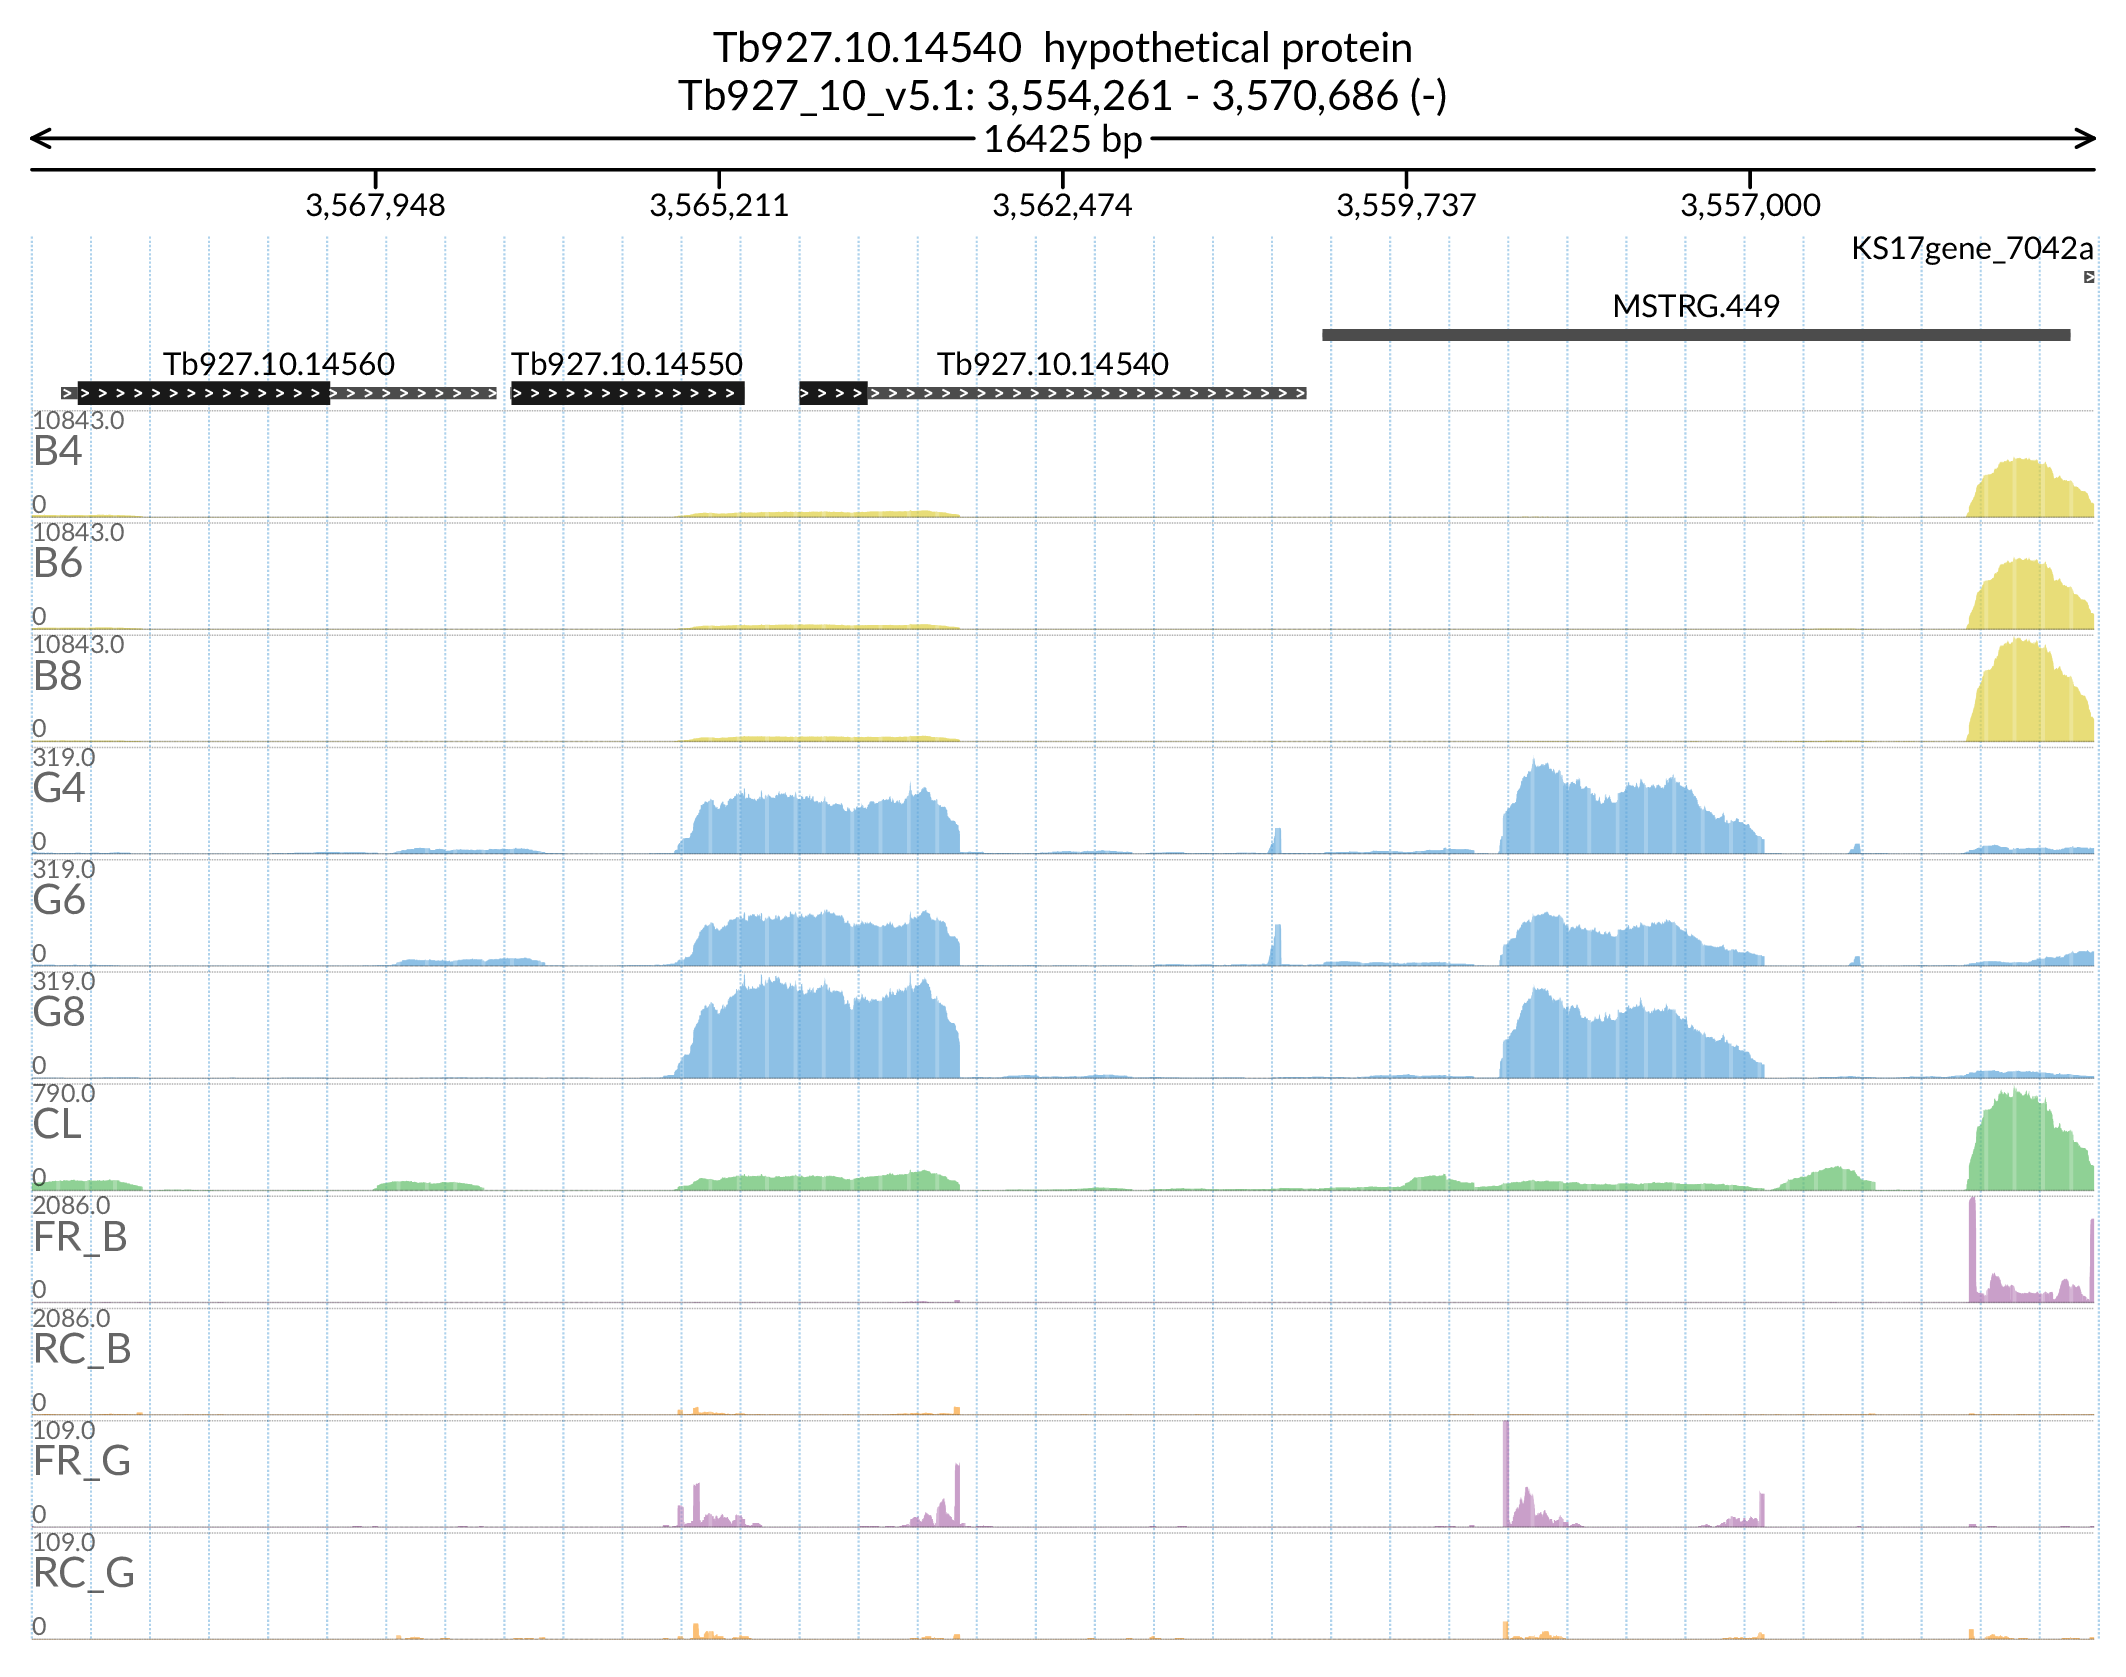 Tb927.10.14540  hypothetical protein
Tb927_10_v5.1: 3,554,261 - 3,570,686 (-)
16425 bp
3,567,948 3,565,211 3,562,474 3,559,737 3,557,000
KS17gene_7042a
MSTRG.449
Tb927.10.14560 Tb927.10.14550 Tb927.10.14540
10843.0
B4
0
10843.0
B6
0
10843.0
B8
0
319.0
G4
0
319.0
G6
0
319.0
G8
0
790.0
CL
0
2086.0
FR_B
0
2086.0
RC_B
0
109.0
FR_G
0
109.0
RC_G
0